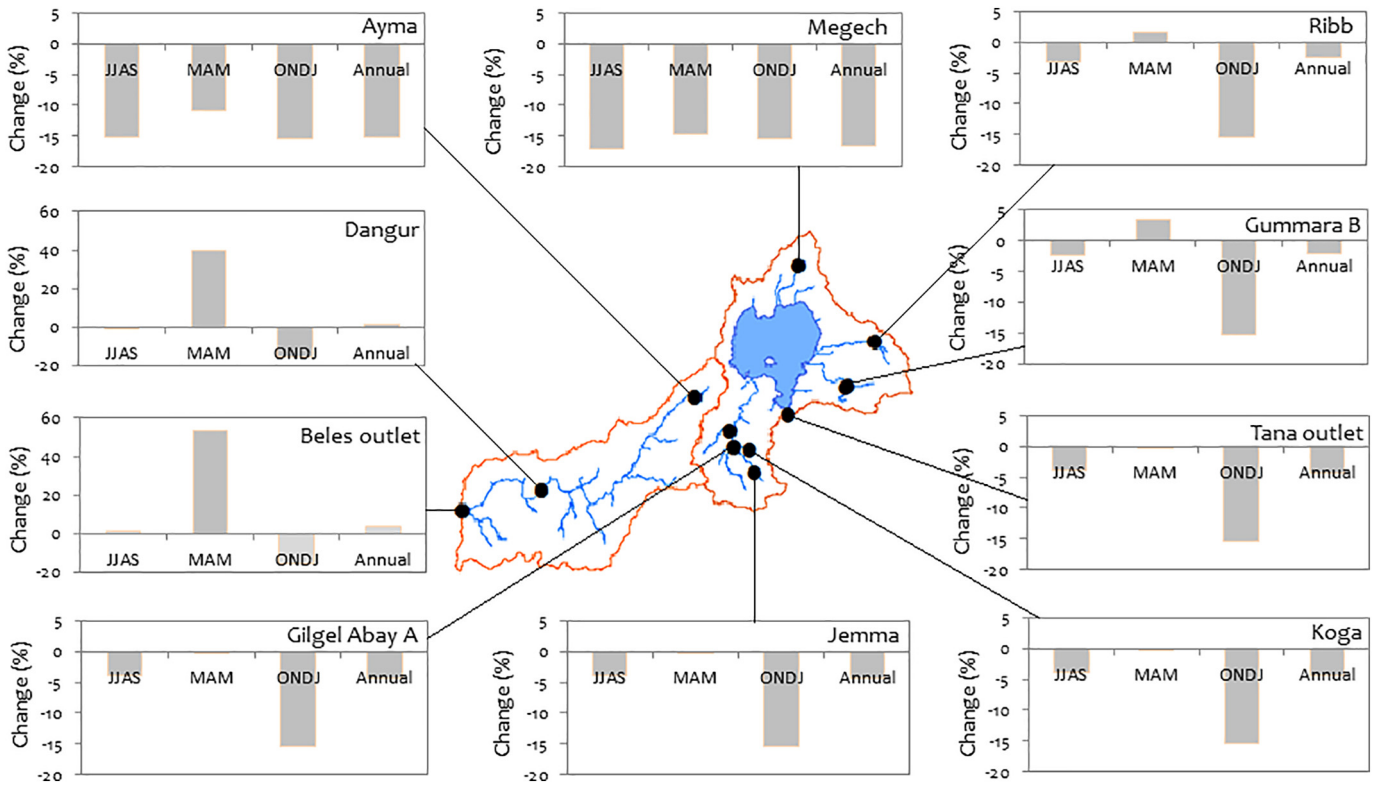 Ayma
Change (%)
5
0
-5
-10
-15
-20
JJAS MAM ONDJ Annual
Megech
Change (%)
5
0
-5
-10
-15
-20
JJAS MAM ONDJ Annual
Ribb
Change (%)
5
0
-5
-10
-15
-20
JJAS MAM ONDJ Annual
Dangur
Change (%)
60
40
20
0
-20
JJAS MAM ONDJ Annual
Gummara B
Change (%)
5
0
-5
-10
-15
-20
JJAS MAM ONDJ Annual
Beles outlet
Change (%)
60
40
20
0
-20
JJAS MAM ONDJ Annual
Tana outlet
Change (%)
5
0
-5
-10
-15
-20
JJAS MAM ONDJ Annual
Gilgel Abay A
Change (%)
5
0
-5
-10
-15
-20
JJAS MAM ONDJ Annual
Jemma
Change (%)
5
0
-5
-10
-15
-20
JJAS MAM ONDJ Annual
Koga
Change (%)
5
0
-5
-10
-15
-20
JJAS MAM ONDJ Annual